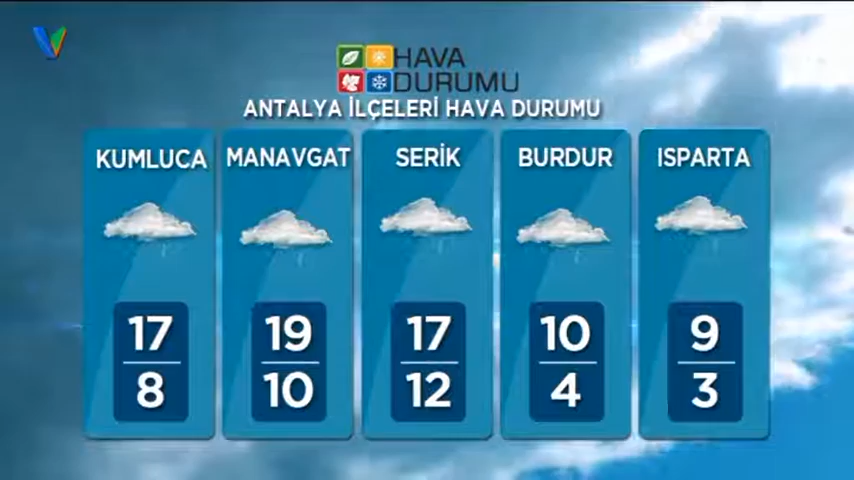 HAVA
DURUMU
ANTALYA İLÇELERİ HAVA DURUMU
KUMLUCA MANAVGAT SERİK BURDUR ISPARTA
17 19 17 10 9
8 10 12 4 3